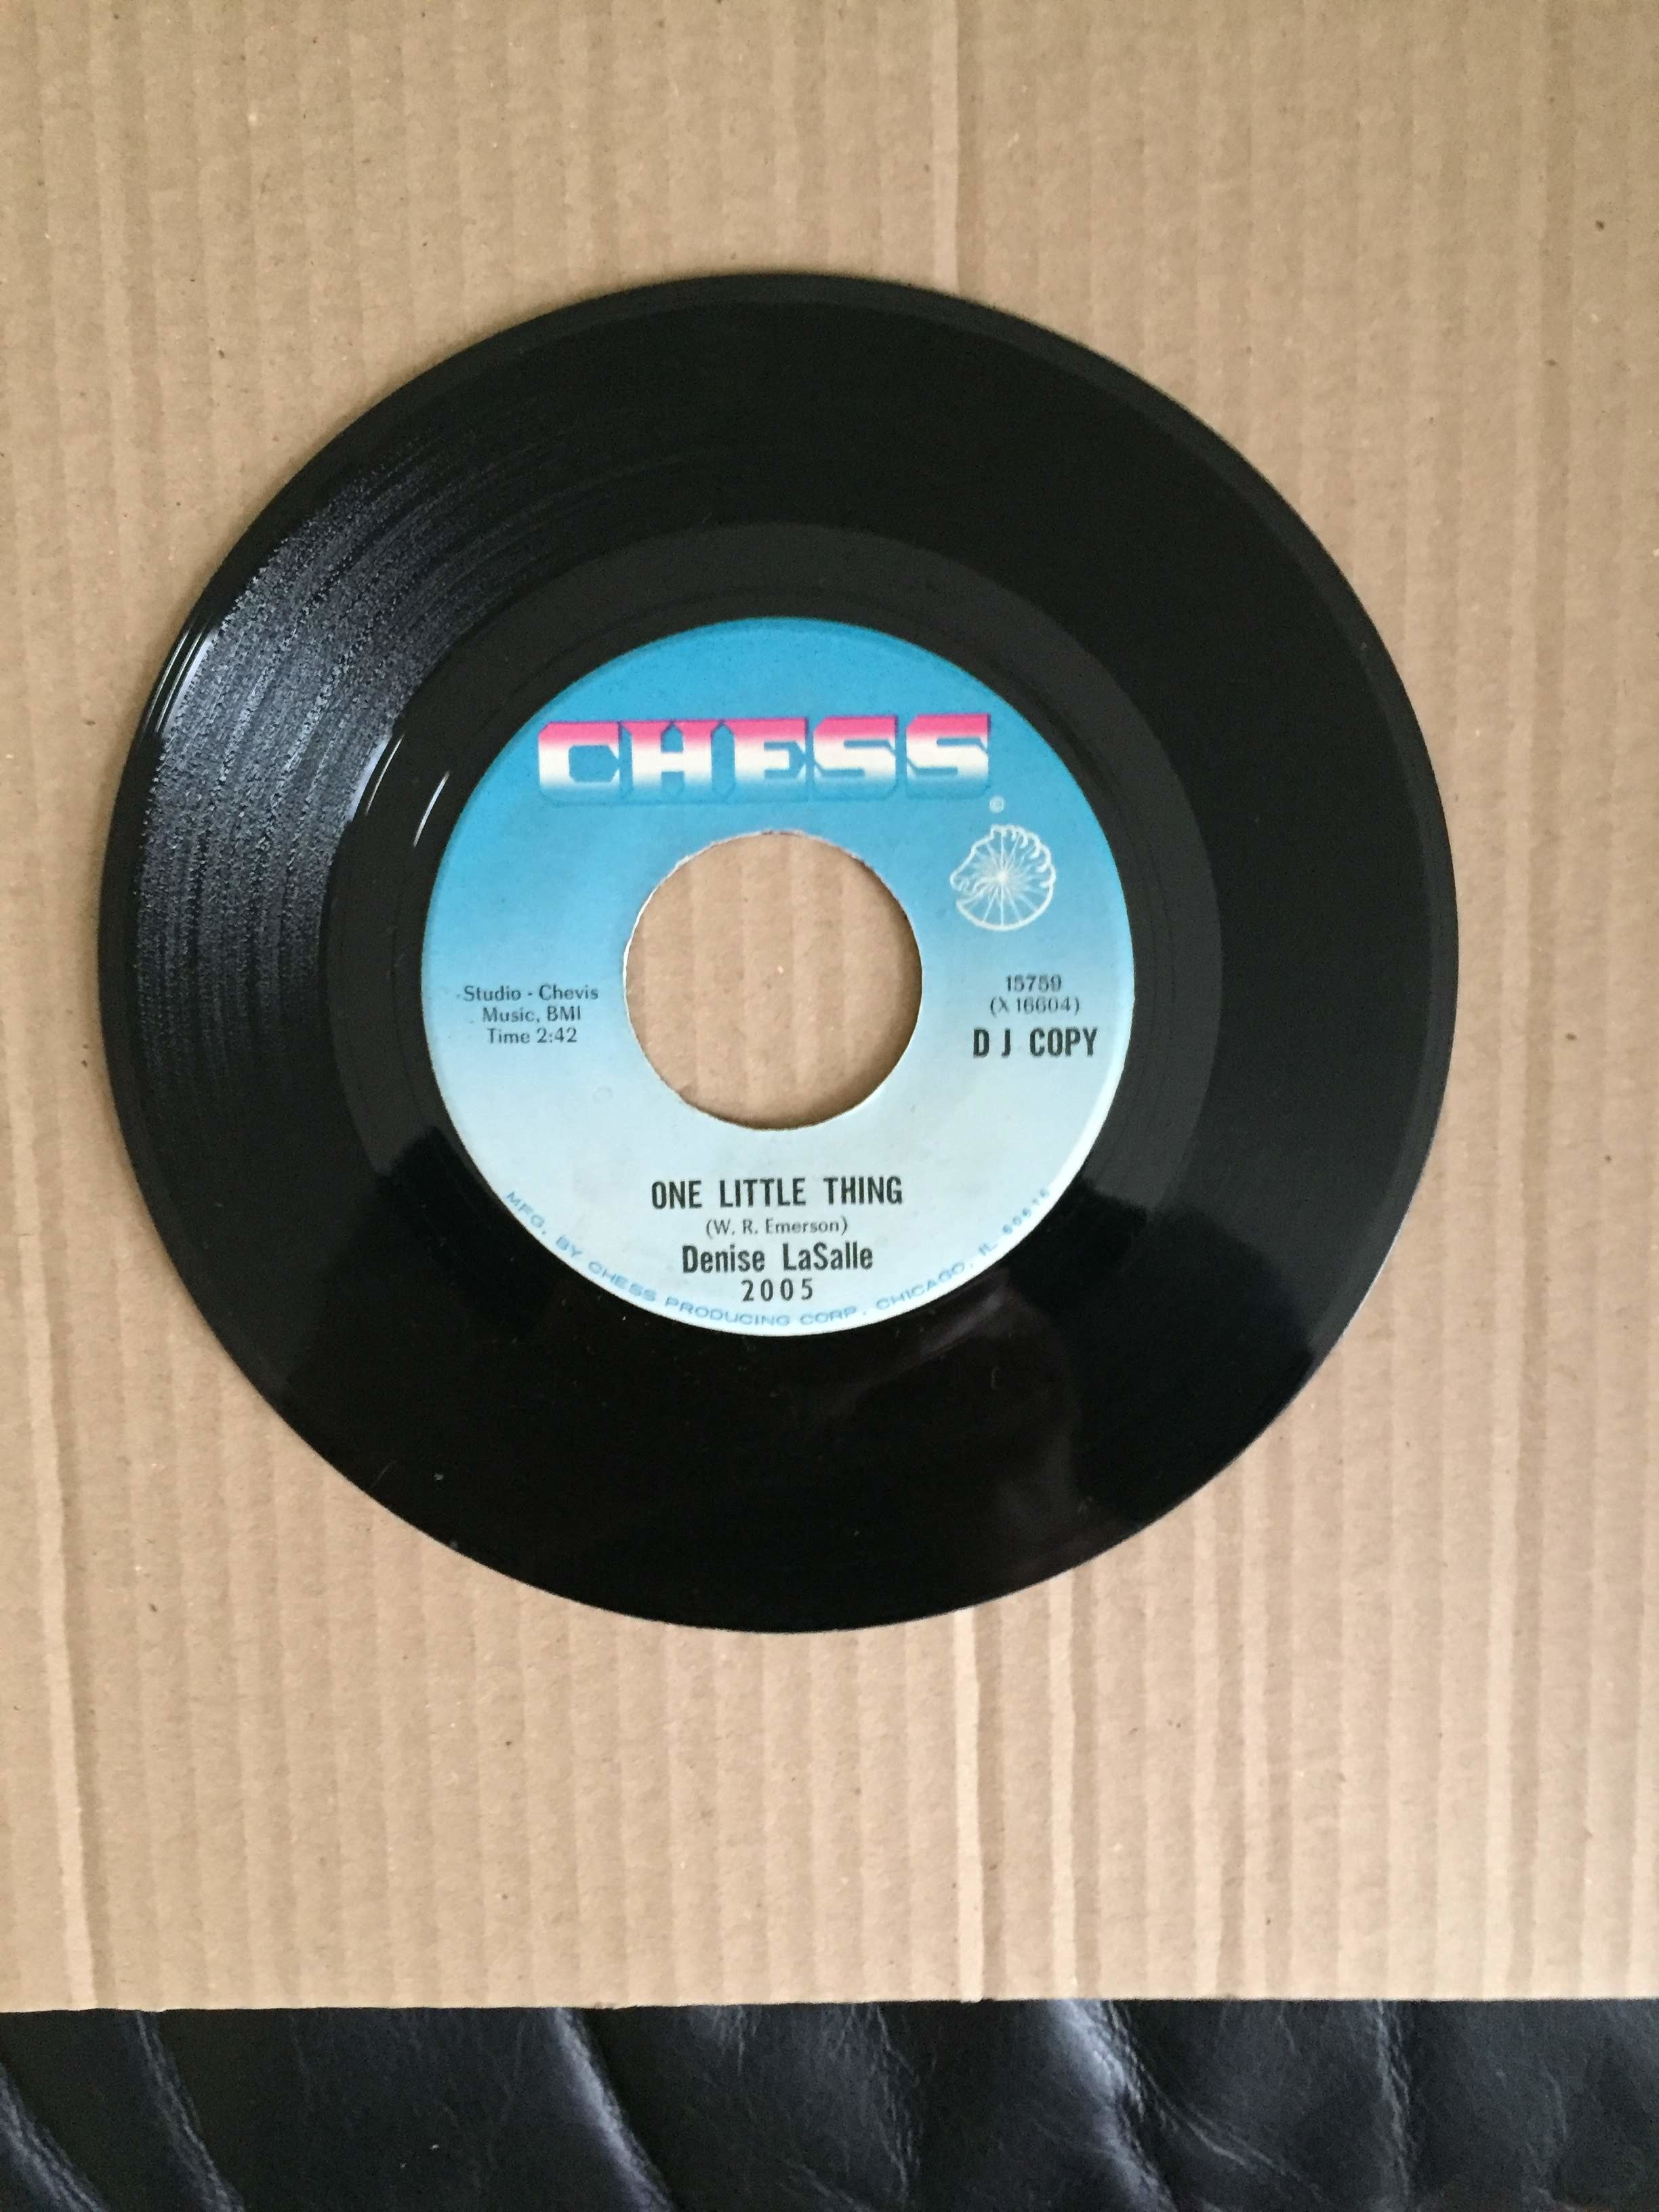 CHESS
©
Studio - Chevis
Music, BMI
Time 2:42
15759
(X 16604)
D J COPY
ONE LITTLE THING
(W. R. Emerson)
Denise LaSalle
2005
MFG. BY CHESS PRODUCING CORP. CHICAGO, IL 60616